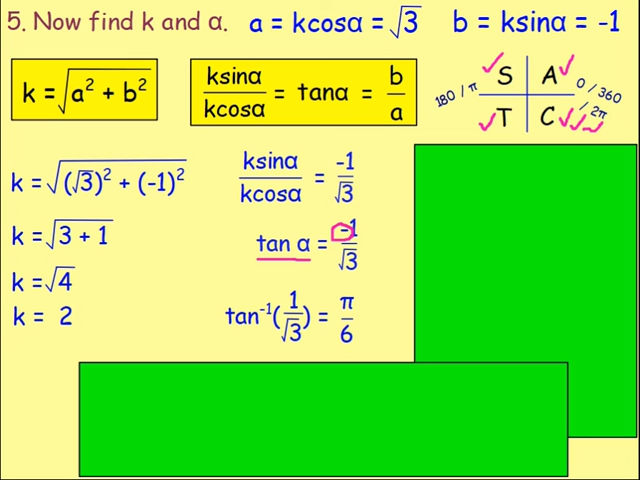 5. Now find k and α. a = kcosα = √3 b = ksinα = -1
k = √a² + b²
ksinα/kcosα = tanα = b/a
S A
T C
180 / π
0 / 360 / 2π
k = √(√3)² + (-1)²
k = √3 + 1
k = √4
k = 2
ksinα/kcosα = -1/√3
tan α = -1/√3
tan⁻¹(1/√3) = π/6